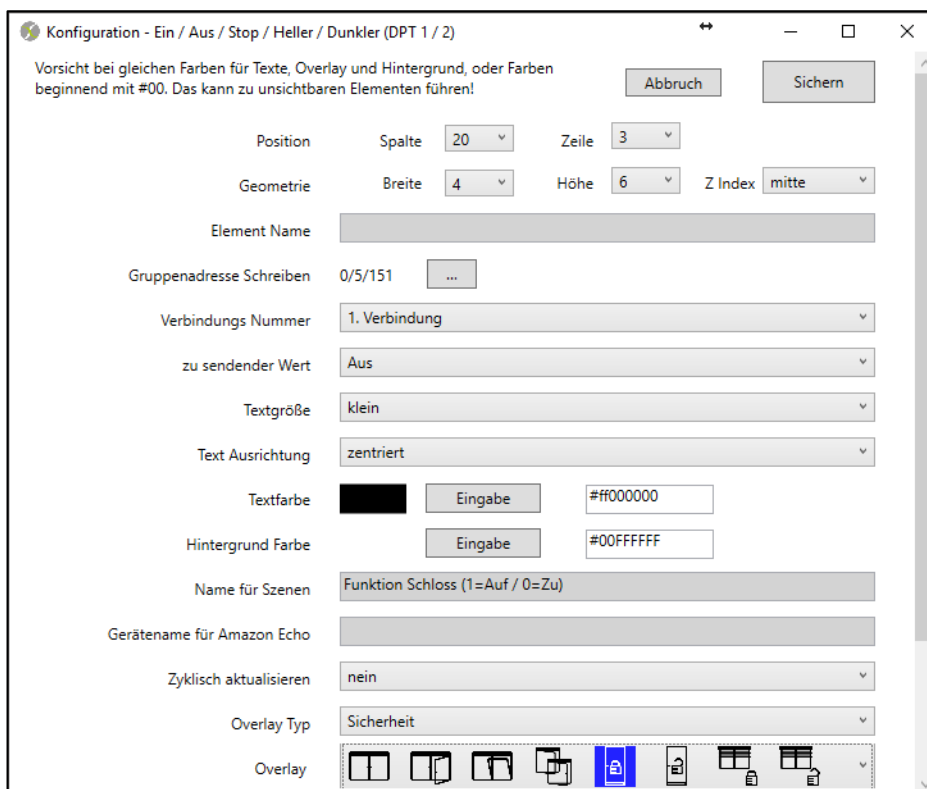 Konfiguration - Ein / Aus / Stop / Heller / Dunkler (DPT 1 / 2)
Vorsicht bei gleichen Farben für Texte, Overlay und Hintergrund, oder Farben
beginnend mit #00. Das kann zu unsichtbaren Elementen führen!
Abbruch
Sichern
Position Spalte 20 Zeile 3
Geometrie Breite 4 Höhe 6 Z Index mitte
Element Name
Gruppenadresse Schreiben 0/5/151 ...
Verbindungs Nummer 1. Verbindung
zu sendender Wert Aus
Textgröße klein
Text Ausrichtung zentriert
Textfarbe Eingabe #ff000000
Hintergrund Farbe Eingabe #00FFFFFF
Name für Szenen Funktion Schloss (1=Auf / 0=Zu)
Gerätename für Amazon Echo
Zyklisch aktualisieren nein
Overlay Typ Sicherheit
Overlay